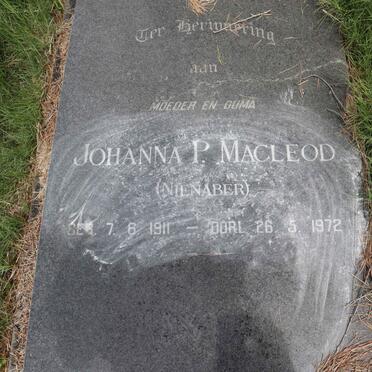 Ter Herinnering
aan
MOEDER EN OUMA
JOHANNA P. MACLEOD
(NIENABER)
GEB. 7. 6. 1911 — OORL. 26. 5. 1972